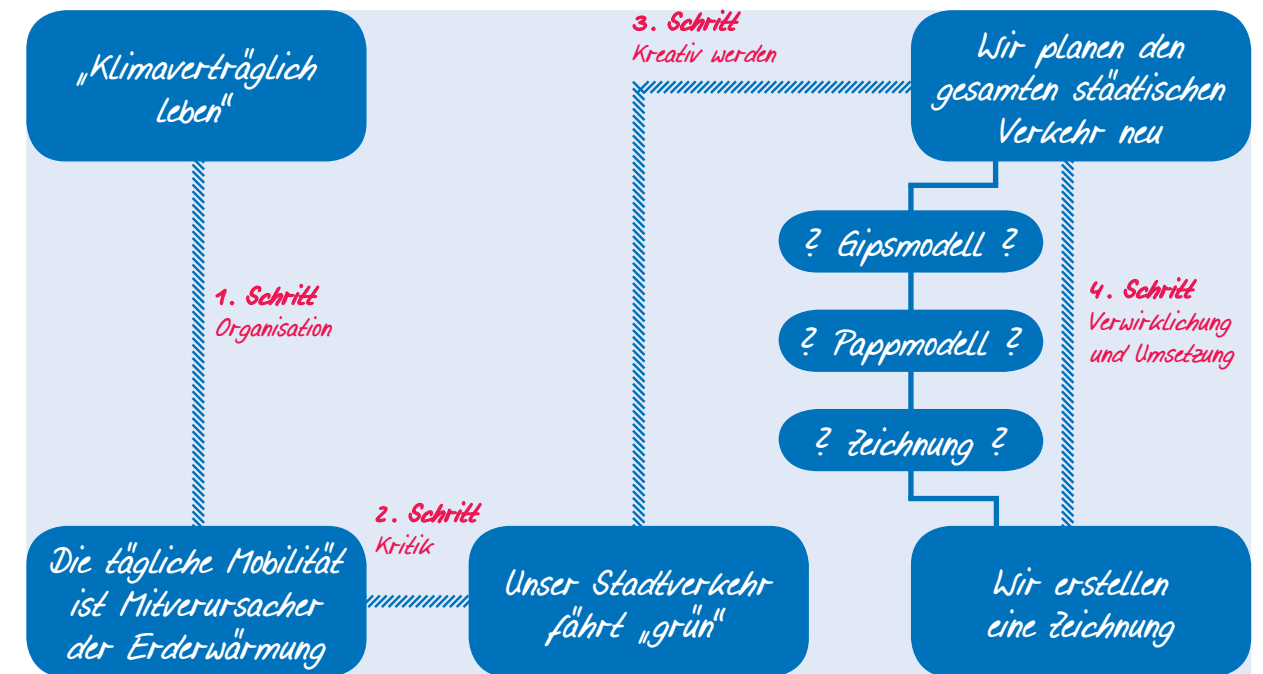 „Klimaverträglich
leben"
1. Schritt
Organisation
Die tägliche Mobilität
ist Mitverursacher
der Erderwärmung
2. Schritt
Kritik
Unser Stadtverkehr
fährt „grün"
3. Schritt
Kreativ werden
Wir planen den
gesamten städtischen
Verkehr neu
? Gipsmodell ?
? Pappmodell ?
? Zeichnung ?
4. Schritt
Verwirklichung
und Umsetzung
Wir erstellen
eine Zeichnung